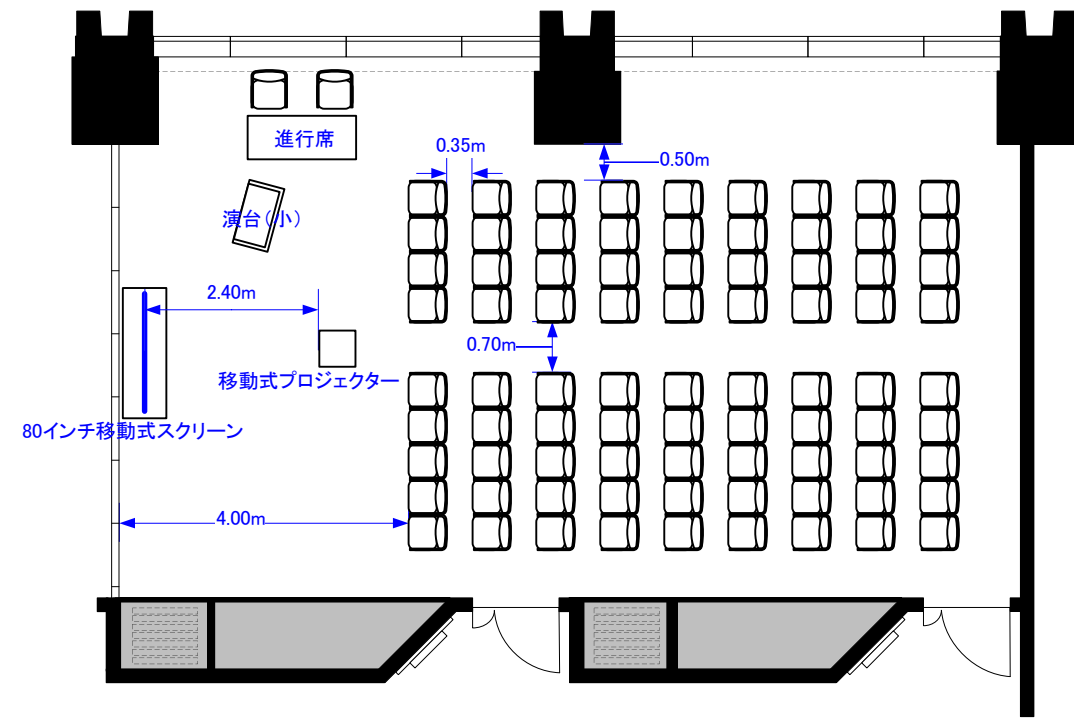 進行席
0.35m
0.50m
演台(小)
2.40m
0.70m
移動式プロジェクター
80インチ移動式スクリーン
4.00m